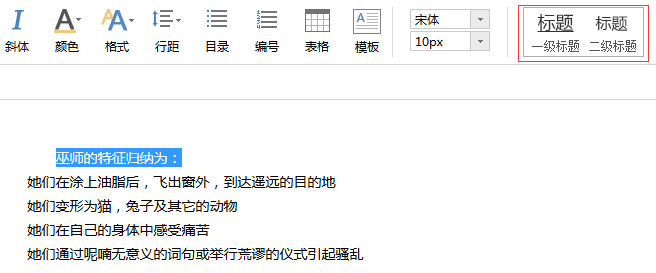 I A A 宋体 标题 标题
斜体 颜色 格式 行距 目录 编号 表格 模板 10px 一级标题 二级标题
巫师的特征归纳为：
她们在涂上油脂后，飞出窗外，到达遥远的目的地
她们变形为猫，兔子及其它的动物
她们在自己的身体中感受痛苦
她们通过呢喃无意义的词句或举行荒谬的仪式引起骚乱